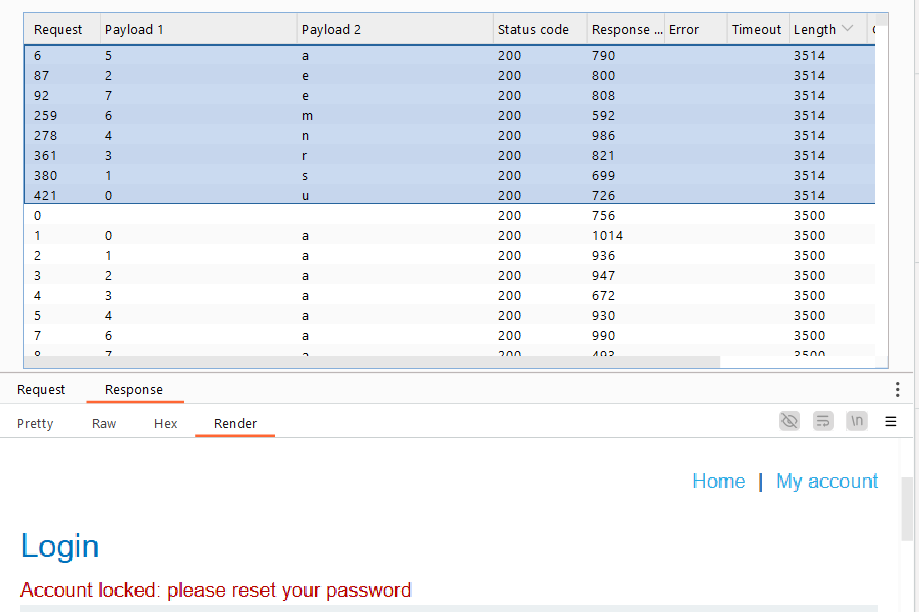 Request Payload 1 Payload 2 Status code Response ... Error Timeout Length
6 5 a 200 790 3514
87 2 e 200 800 3514
92 7 e 200 808 3514
259 6 m 200 592 3514
278 4 n 200 986 3514
361 3 r 200 821 3514
380 1 s 200 699 3514
421 0 u 200 726 3514
0 200 756 3500
1 0 a 200 1014 3500
2 1 a 200 936 3500
3 2 a 200 947 3500
4 3 a 200 672 3500
5 4 a 200 930 3500
7 6 a 200 990 3500
8 7 a 200 493 3500
Request Response
Pretty Raw Hex Render \n
Home | My account
Login
Account locked: please reset your password